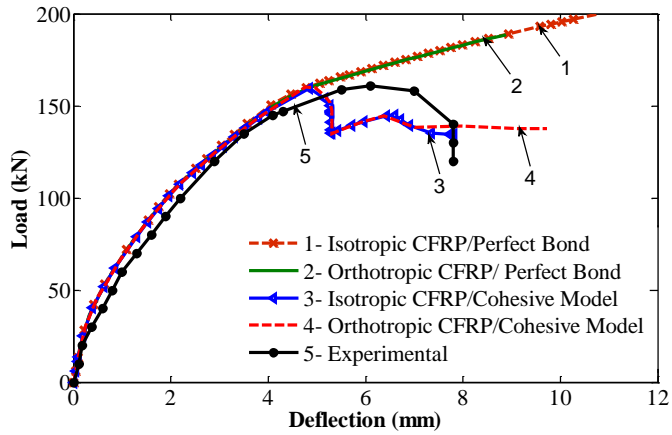 200
150
100
50
0
Load (kN)
0 2 4 6 8 10 12
Deflection (mm)
1
2
3
4
5
1- Isotropic CFRP/Perfect Bond
2- Orthotropic CFRP/ Perfect Bond
3- Isotropic CFRP/Cohesive Model
4- Orthotropic CFRP/Cohesive Model
5- Experimental